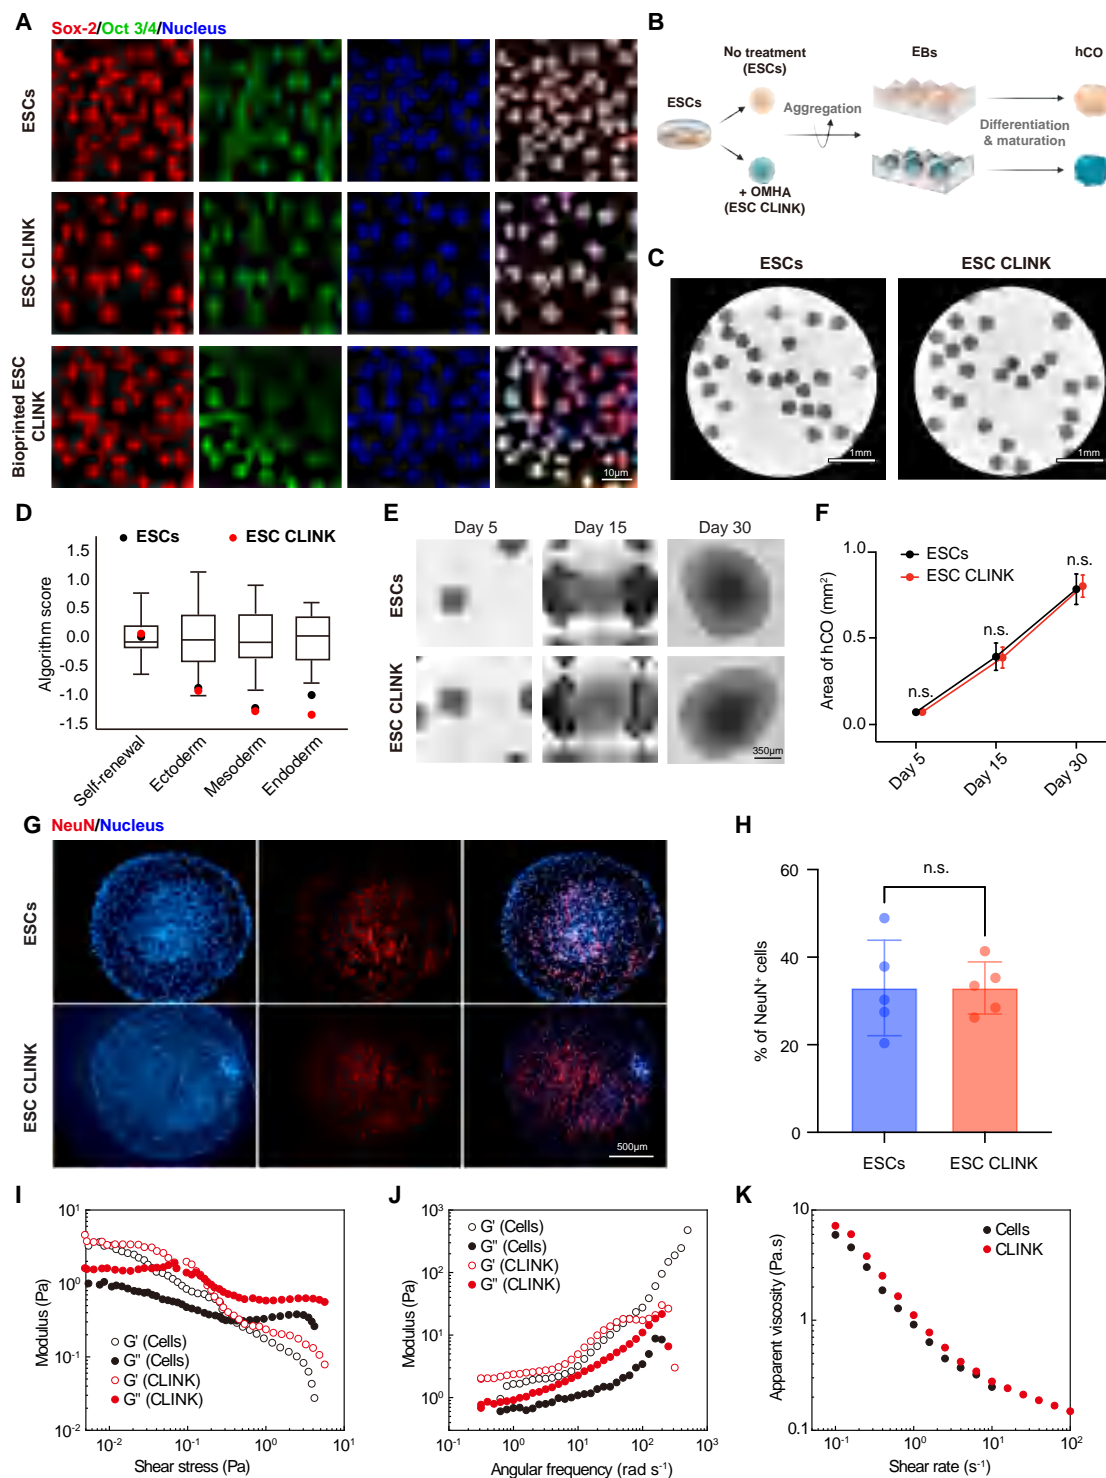 A
Sox-2/Oct 3/4/Nucleus
ESCs
ESC CLINK
Bioprinted ESC
CLINK
10µm
B
No treatment
(ESCs)
EBs
hCO
ESCs
Aggregation
Differentiation
& maturation
+ OMHA
(ESC CLINK)
C
ESCs
ESC CLINK
1mm
1mm
D
ESCs
ESC CLINK
Algorithm score
1.5
1.0
0.5
0.0
-0.5
-1.0
-1.5
Self-renewal
Ectoderm
Mesoderm
Endoderm
E
Day 5
Day 15
Day 30
ESCs
ESC CLINK
350µm
F
ESCs
ESC CLINK
n.s.
n.s.
n.s.
Area of hCO (mm²)
1.0
0.5
0.0
Day 5
Day 15
Day 30
G
NeuN/Nucleus
ESCs
ESC CLINK
500µm
H
n.s.
% of NeuN⁺ cells
60
40
20
0
ESCs
ESC CLINK
I
Modulus (Pa)
10¹
10⁰
10⁻¹
10⁻²
G' (Cells)
G" (Cells)
G' (CLINK)
G" (CLINK)
10⁻²
10⁻¹
10⁰
10¹
Shear stress (Pa)
J
Modulus (Pa)
10³
10²
10¹
10⁰
G' (Cells)
G" (Cells)
G' (CLINK)
G" (CLINK)
10⁻¹
10⁰
10¹
10²
10³
Angular frequency (rad s⁻¹)
K
Apparent viscosity (Pa.s)
10
1
0.1
Cells
CLINK
10⁻¹
10⁰
10¹
10²
Shear rate (s⁻¹)